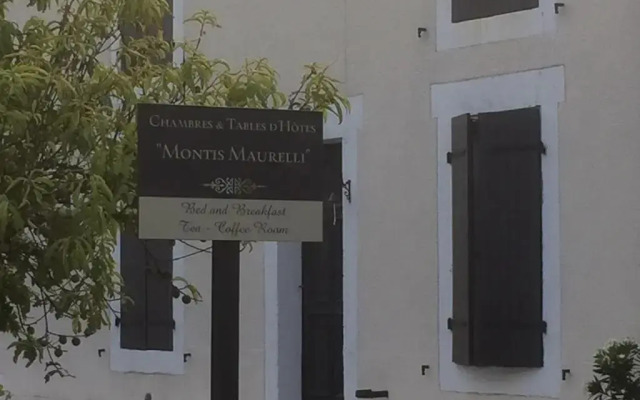 Chambres & Tables d'Hôtes
"Montis Maurelli"
Bed and Breakfast
Tea - Coffee Room